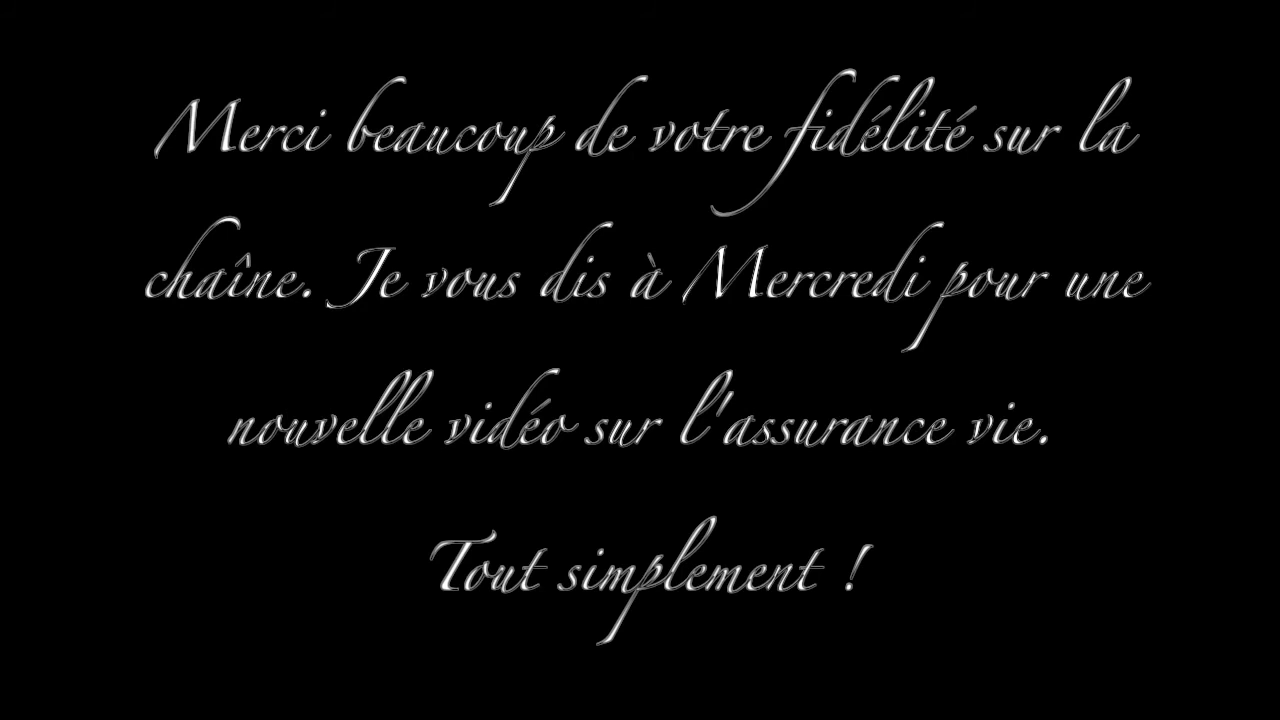 Merci beaucoup de votre fidélité sur la
chaîne. Je vous dis à Mercredi pour une
nouvelle vidéo sur l'assurance vie.
Tout simplement !